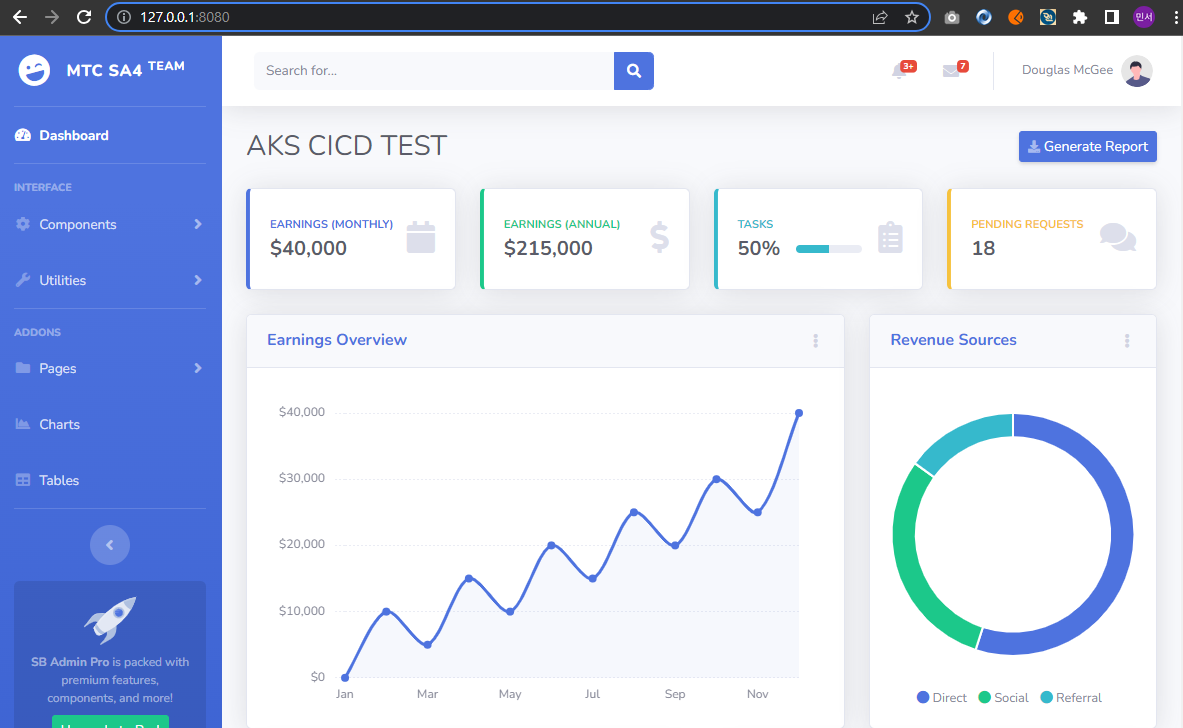 127.0.0.1:8080
민서
MTC SA4 TEAM
Search for...
3+
7
Douglas McGee
Dashboard
INTERFACE
Components
Utilities
ADDONS
Pages
Charts
Tables
SB Admin Pro is packed with
premium features,
components, and more!
AKS CICD TEST
Generate Report
EARNINGS (MONTHLY)
$40,000
EARNINGS (ANNUAL)
$215,000
TASKS
50%
PENDING REQUESTS
18
Earnings Overview
$40,000
$30,000
$20,000
$10,000
$0
Jan Mar May Jul Sep Nov
Revenue Sources
Direct Social Referral